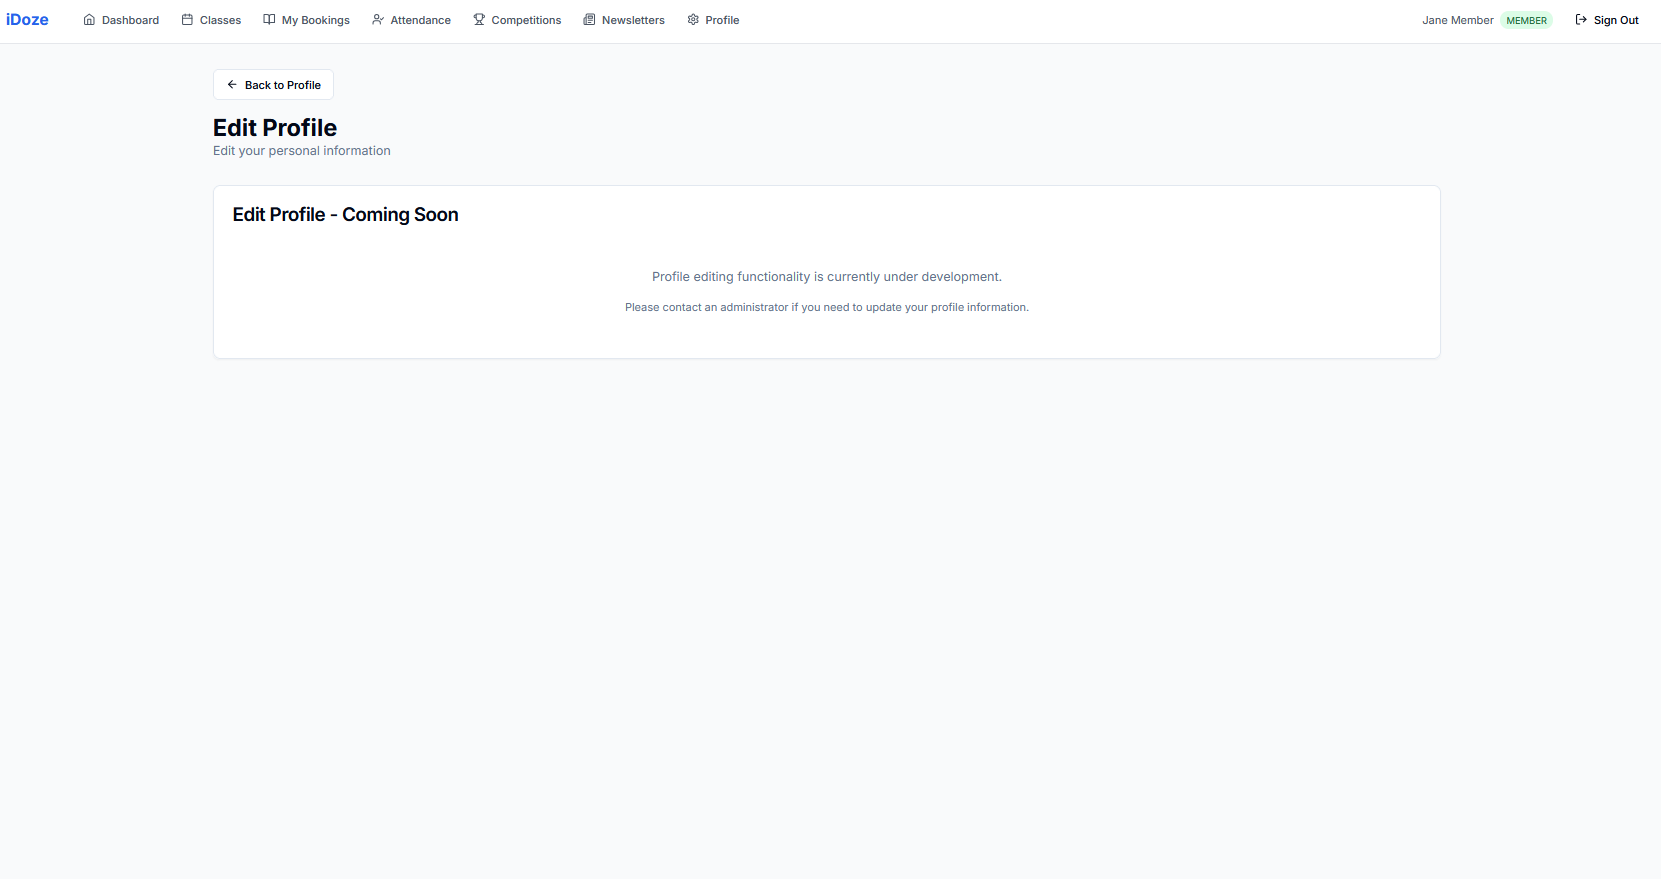 iDoze
Dashboard
Classes
My Bookings
Attendance
Competitions
Newsletters
Profile
Jane Member
MEMBER
Sign Out
Back to Profile
Edit Profile
Edit your personal information
Edit Profile - Coming Soon
Profile editing functionality is currently under development.
Please contact an administrator if you need to update your profile information.